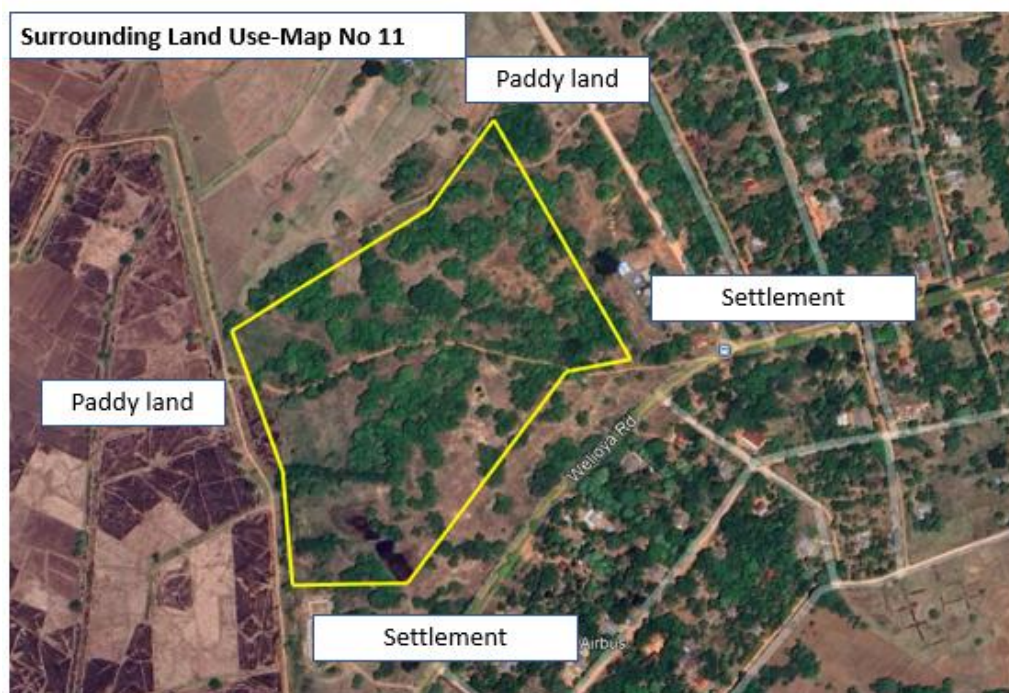 Surrounding Land Use-Map No 11
Paddy land
Settlement
Paddy land
Welioya Rd
Settlement
Airbus